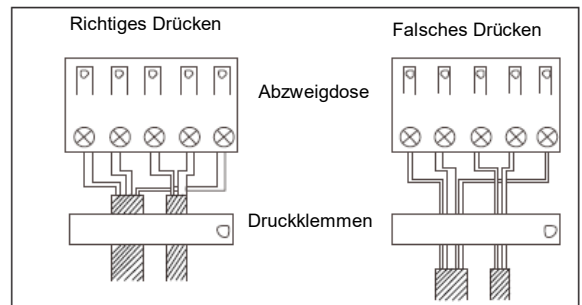 Richtiges Drücken
Falsches Drücken
Abzweigdose
Druckklemmen